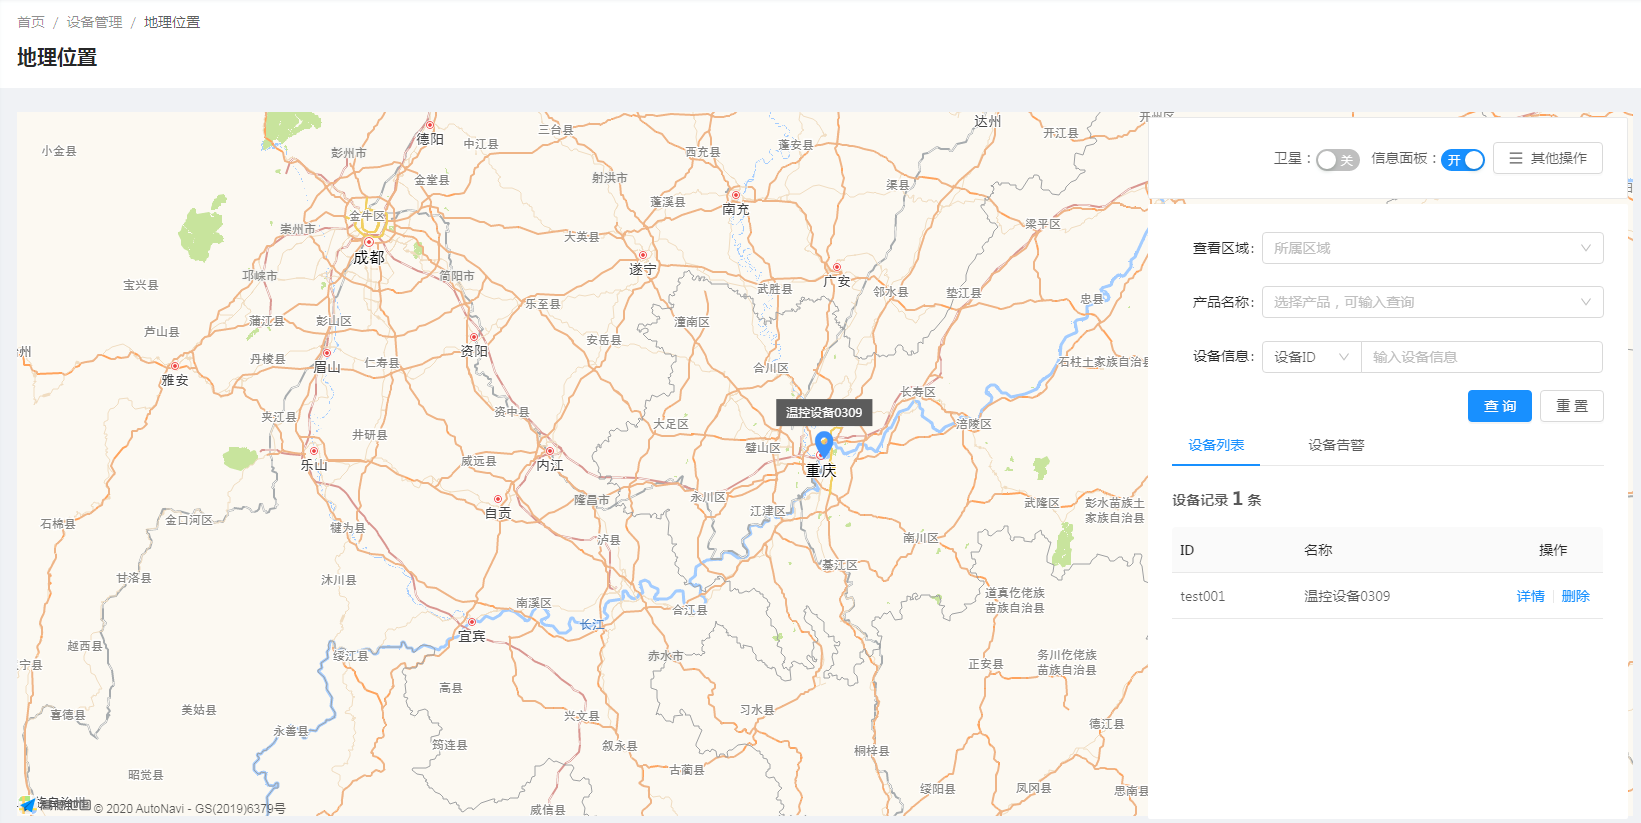 首页 / 设备管理 / 地理位置
地理位置
卫星： 关 信息面板： 开 其他操作
查看区域: 所属区域
产品名称: 选择产品，可输入查询
设备信息: 设备ID 输入设备信息
查 询 重 置
设备列表 设备告警
设备记录 1 条
ID 名称 操作
test001 温控设备0309 详情 删除
温控设备0309
小金县
德阳
中江县
三台县
达州
开江县
彭州市
西充县
蓬安县
金堂县
射洪市
渠县
蓬溪县
南充
金牛区
崇州市
大英县
梁平区
成都
遂宁
邛崃市
简阳市
广安
宝兴县
乐至县
武胜县
邻水县
垫江县
忠县
芦山县
蒲江县
彭山区
潼南区
安岳县
资阳
丹棱县
仁寿县
眉山
合川区
石柱土家族自治县
雅安
长寿区
夹江县
资中县
大足区
涪陵区
井研县
璧山区
乐山
威远县
内江
重庆
隆昌市
永川区
武隆区
彭水苗族土
家族自治县
石棉县
金口河区
自贡
江津区
犍为县
泸县
南川区
綦江区
甘洛县
沐川县
道真仡佬族
苗族自治县
南溪区
合江县
长江
宜宾
越西县
绥江县
赤水市
正安县
务川仡佬族
苗族自治县
高县
喜德县
美姑县
兴文县
习水县
德江县
永善县
筠连县
叙永县
桐梓县
昭觉县
古蔺县
绥阳县
凤冈县
思南县
威信县
© 2020 AutoNavi - GS(2019)6379号